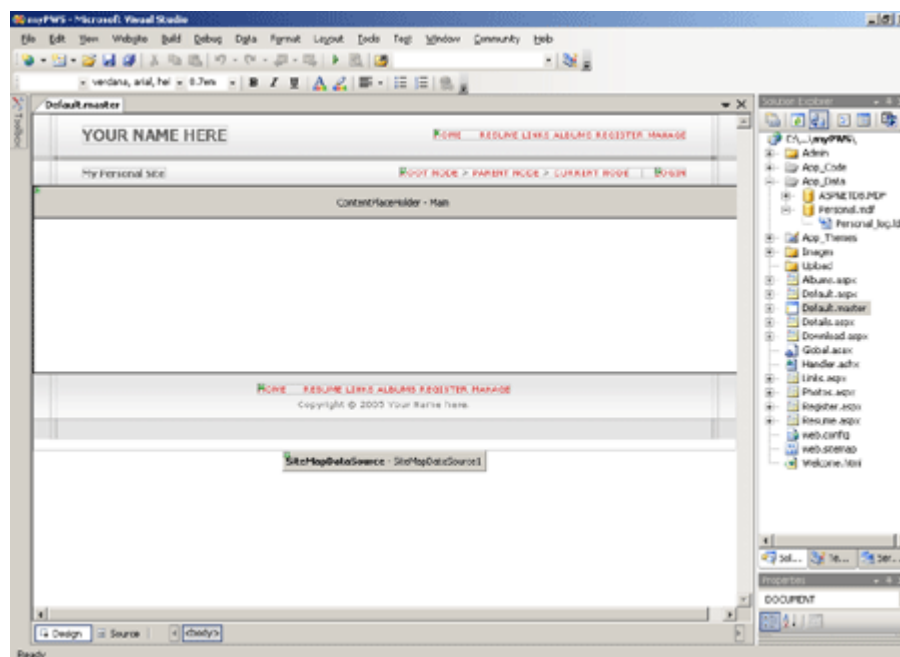 myPWS - Microsoft Visual Studio
File Edit View Website Build Debug Data Format Layout Tools Test Window Community Help
verdana, arial, hel 0.7em B I U A
Toolbox
Default.master
YOUR NAME HERE
HOME RESUME LINKS ALBUMS REGISTER MANAGE
My Personal Site
ROOT NODE > PARENT NODE > CURRENT NODE | LOGIN
ContentPlaceHolder - Main
HOME RESUME LINKS ALBUMS REGISTER MANAGE
Copyright © 2005 Your Name here.
SiteMapDataSource - SiteMapDataSource1
Design Source <body>
Ready
Solution Explorer
C:\...\myPWS\
Admin
App_Code
App_Data
ASPNETDB.MDF
Personal.mdf
Personal_log.ld
App_Themes
Images
Upload
Albums.aspx
Default.aspx
Default.master
Details.aspx
Download.aspx
Global.asax
Handler.ashx
Links.aspx
Photos.aspx
Register.aspx
Resume.aspx
web.config
web.sitemap
Welcome.html
Sol... Te... Ser...
Properties
DOCUMENT